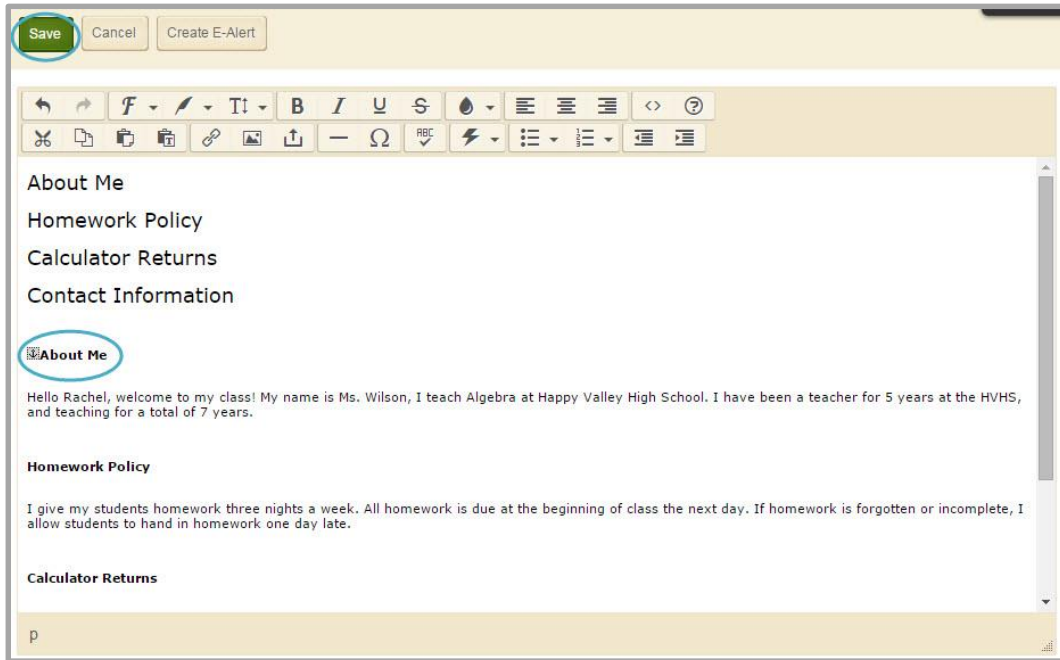 Save Cancel Create E-Alert
F T B I U S <> ?
Ω ABC
About Me
Homework Policy
Calculator Returns
Contact Information
About Me
Hello Rachel, welcome to my class! My name is Ms. Wilson, I teach Algebra at Happy Valley High School. I have been a teacher for 5 years at the HVHS,
and teaching for a total of 7 years.
Homework Policy
I give my students homework three nights a week. All homework is due at the beginning of class the next day. If homework is forgotten or incomplete, I
allow students to hand in homework one day late.
Calculator Returns
p